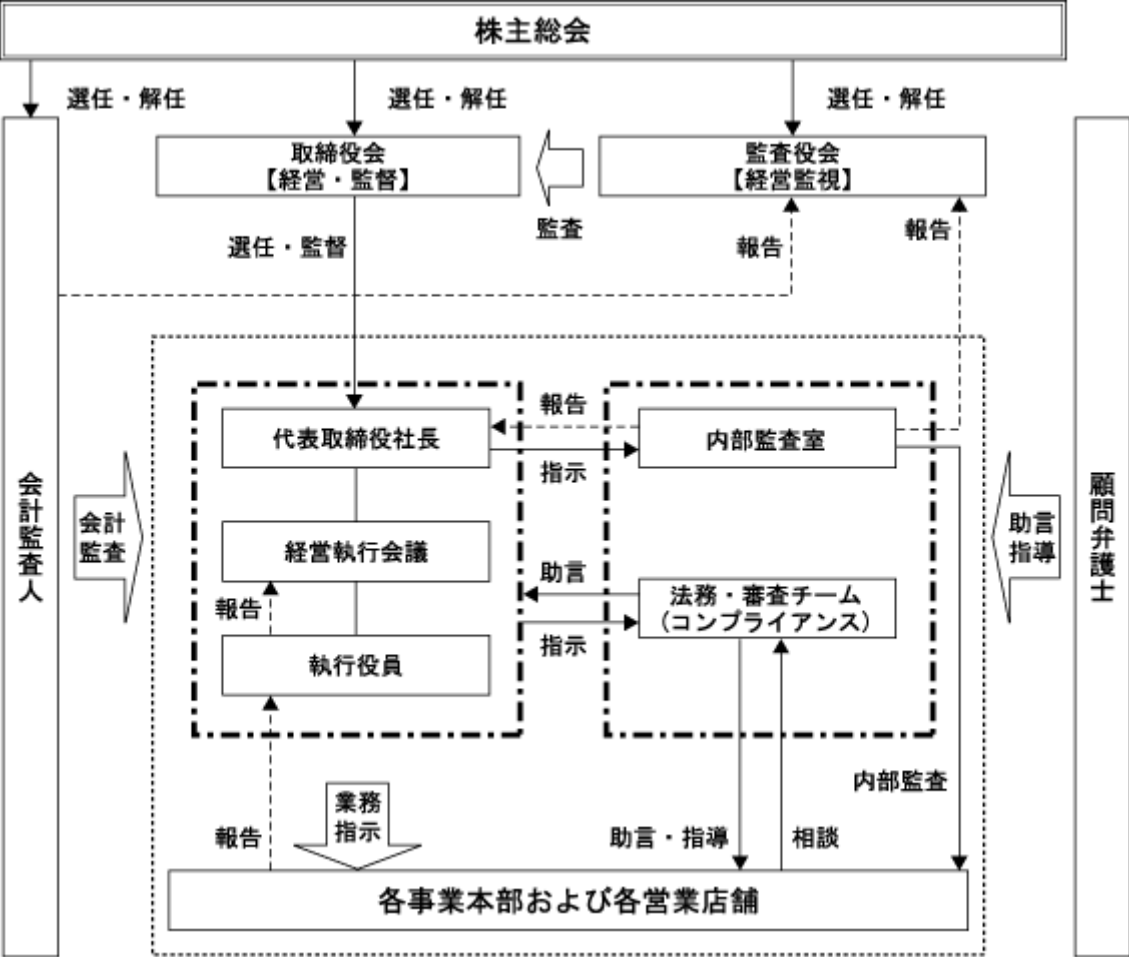 株主総会
選任・解任
選任・解任
選任・解任
取締役会
【経営・監督】
監査役会
【経営監視】
監査
選任・監督
報告
報告
代表取締役社長
報告
指示
内部監査室
会計監査人
会計
監査
経営執行会議
報告
執行役員
助言
指示
法務・審査チーム
(コンプライアンス)
助言
指導
顧問弁護士
内部監査
業務
指示
報告
助言・指導
相談
各事業本部および各営業店舗